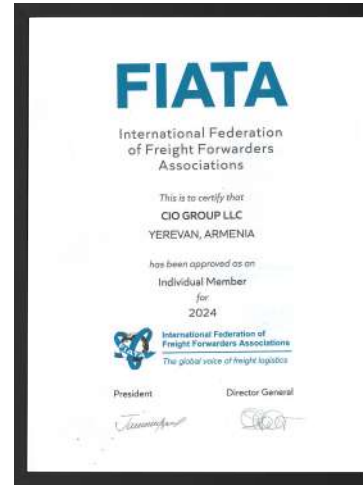 FIATA
International Federation
of Freight Forwarders
Associations
This is to certify that
CIO GROUP LLC
YEREVAN, ARMENIA
has been approved as an
Individual Member
for
2024
FIATA
International Federation of
Freight Forwarders Associations
The global voice of freight logistics
President Director General